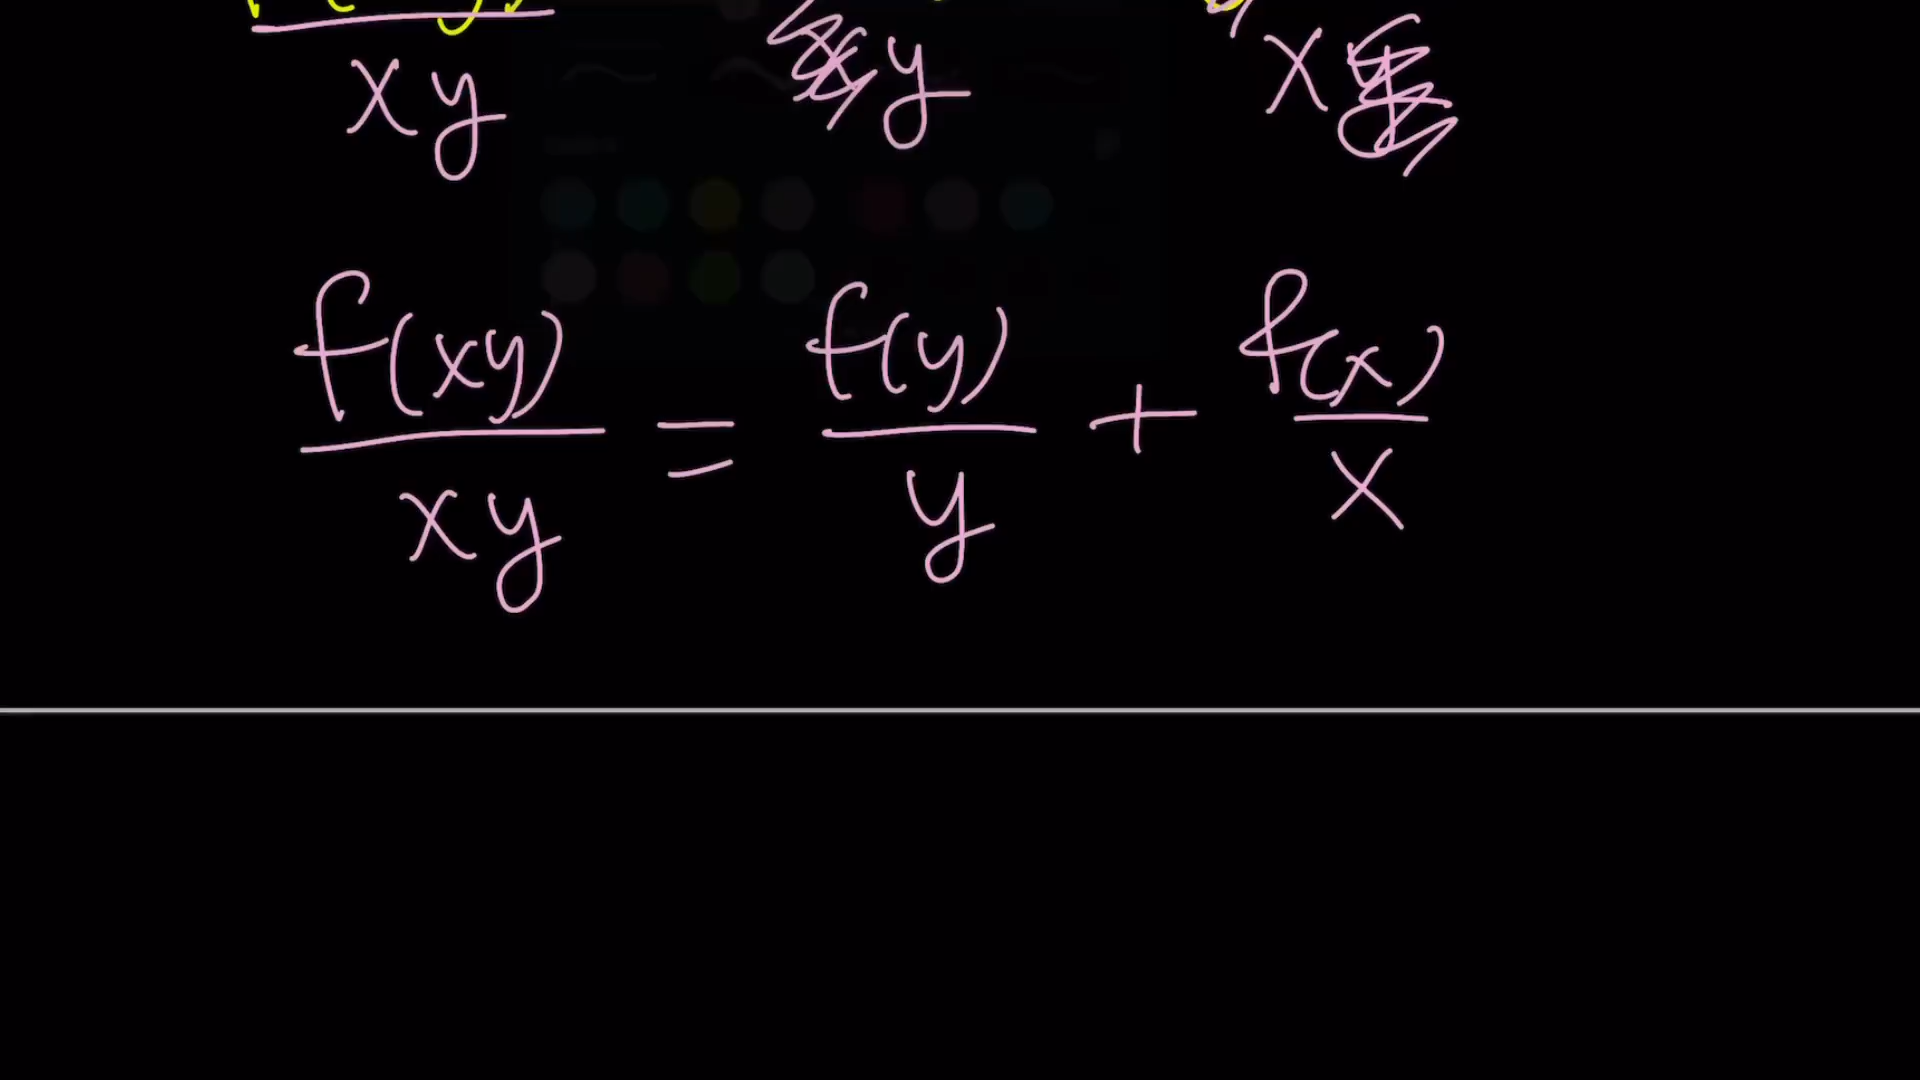 xy y x
f(xy) / xy = f(y) / y + f(x) / x